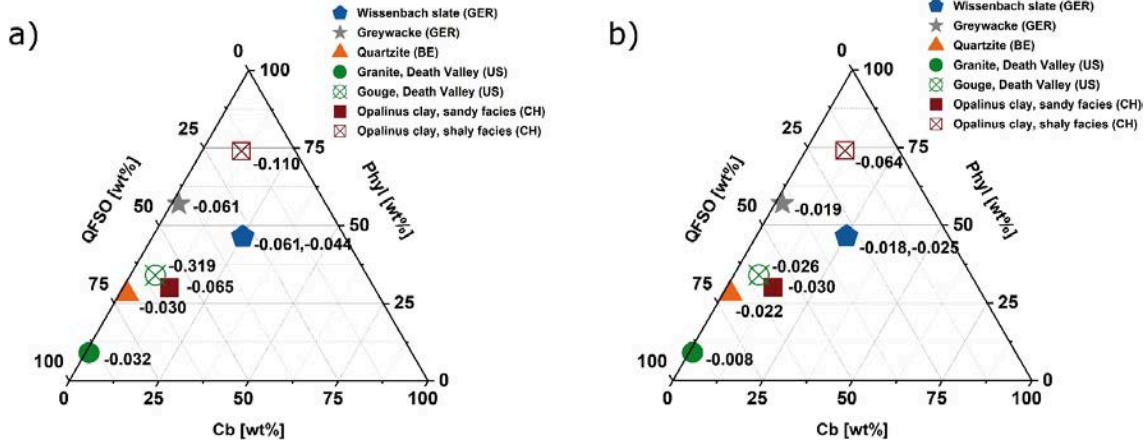 a)
Wissenbach slate (GER)
Greywacke (GER)
Quartzite (BE)
Granite, Death Valley (US)
Gouge, Death Valley (US)
Opalinus clay, sandy facies (CH)
Opalinus clay, shaly facies (CH)
0
100
25
75
-0.110
QFSO [wt%]
Phyl [wt%]
50
-0.061
50
-0.061,-0.044
-0.319
75
-0.065
-0.030
25
100
-0.032
0
0
25
50
75
100
Cb [wt%]
b)
Wissenbach slate (GER)
Greywacke (GER)
Quartzite (BE)
Granite, Death Valley (US)
Gouge, Death Valley (US)
Opalinus clay, sandy facies (CH)
Opalinus clay, shaly facies (CH)
0
100
25
75
-0.064
QFSO [wt%]
Phyl [wt%]
50
-0.019
50
-0.018,-0.025
-0.026
75
-0.030
-0.022
25
100
-0.008
0
0
25
50
75
100
Cb [wt%]